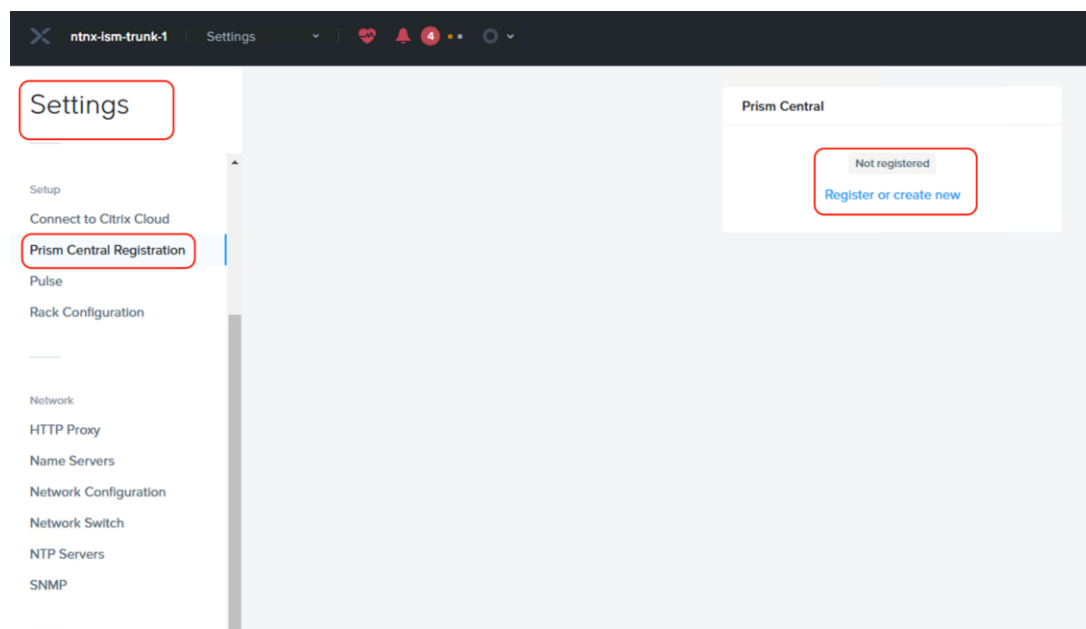 ntnx-ism-trunk-1 Settings 4
Settings
Prism Central
Not registered
Register or create new
Setup
Connect to Citrix Cloud
Prism Central Registration
Pulse
Rack Configuration
Network
HTTP Proxy
Name Servers
Network Configuration
Network Switch
NTP Servers
SNMP